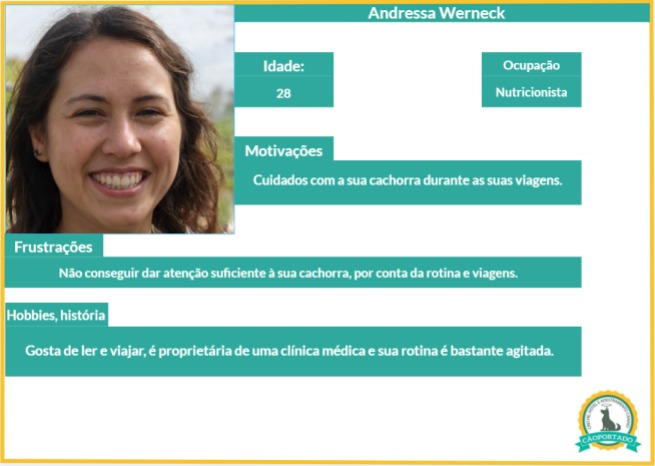 Andressa Werneck
Idade:
28
Ocupação
Nutricionista
Motivações
Cuidados com a sua cachorra durante as suas viagens.
Frustrações
Não conseguir dar atenção suficiente à sua cachorra, por conta da rotina e viagens.
Hobbies, história
Gosta de ler e viajar, é proprietária de uma clínica médica e sua rotina é bastante agitada.
CÃOPORTADO